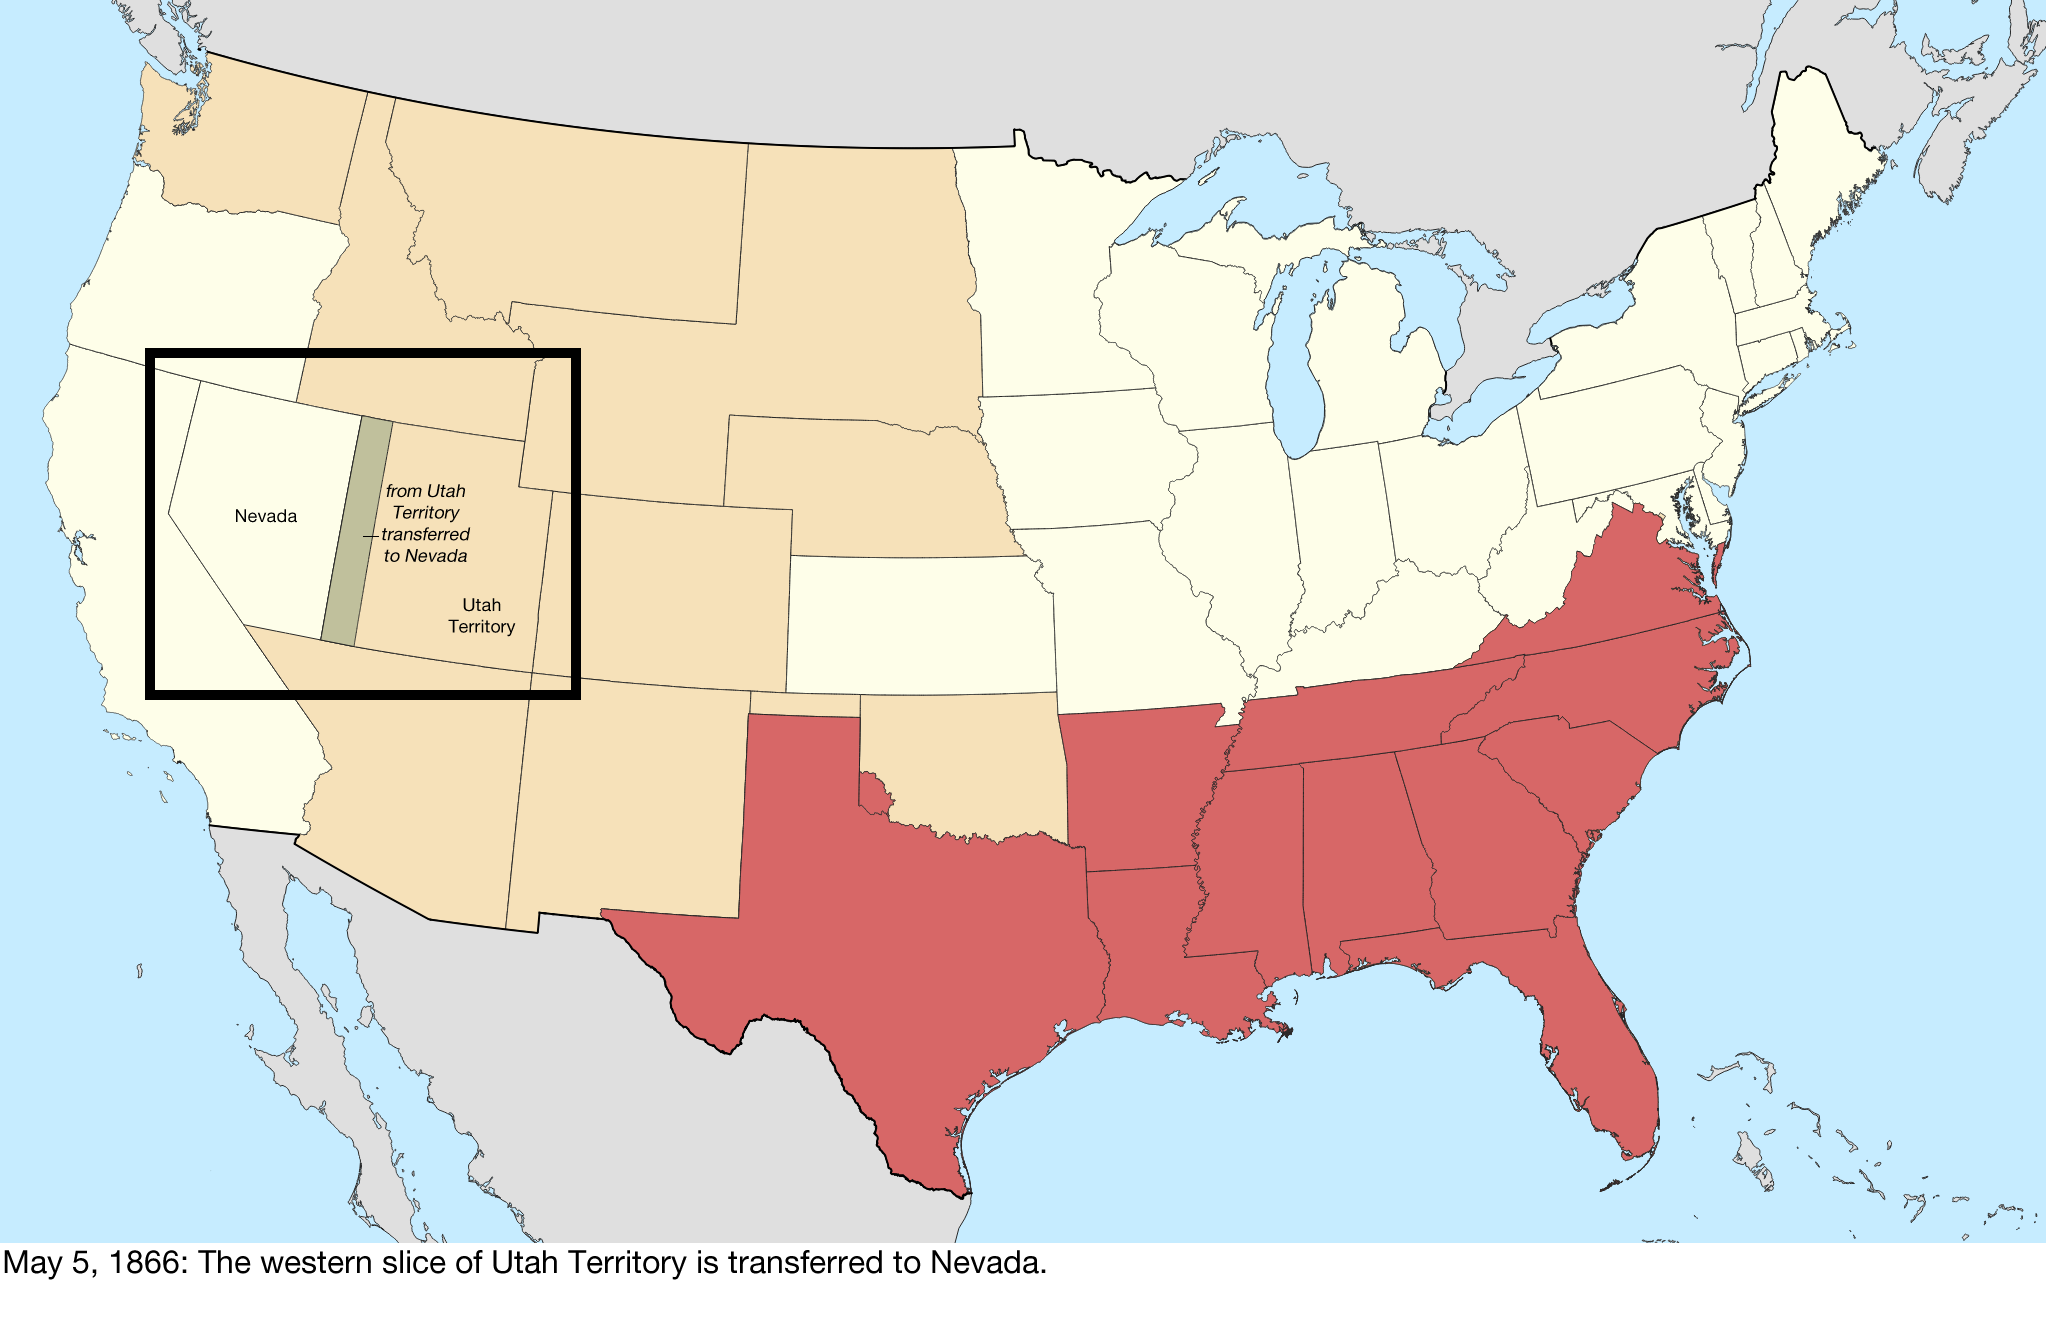 Nevada
from Utah
Territory
transferred
to Nevada
Utah
Territory
May 5, 1866: The western slice of Utah Territory is transferred to Nevada.